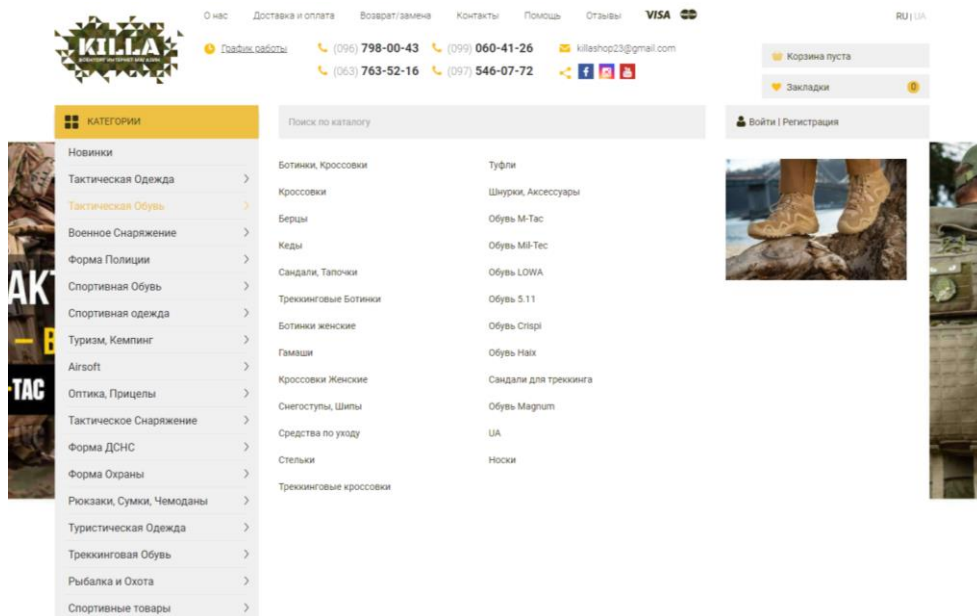 О нас Доставка и оплата Возврат/замена Контакты Помощь Отзывы VISA RU | UA
KILLA
ВОЕНТОРГ ИНТЕРНЕТ МАГАЗИН
График работы (096) 798-00-43 (099) 060-41-26 killashop23@gmail.com
(063) 763-52-16 (097) 546-07-72
Корзина пуста
Закладки 0
КАТЕГОРИИ
Поиск по каталогу
Войти | Регистрация
Новинки
Тактическая Одежда
Тактическая Обувь
Военное Снаряжение
Форма Полиции
Спортивная Обувь
Спортивная одежда
Туризм, Кемпинг
Airsoft
Оптика, Прицелы
Тактическое Снаряжение
Форма ДСНС
Форма Охраны
Рюкзаки, Сумки, Чемоданы
Туристическая Одежда
Треккинговая Обувь
Рыбалка и Охота
Спортивные товары
Ботинки, Кроссовки
Кроссовки
Берцы
Кеды
Сандали, Тапочки
Треккинговые Ботинки
Ботинки женские
Гамаши
Кроссовки Женские
Снегоступы, Шипы
Средства по уходу
Стельки
Треккинговые кроссовки
Туфли
Шнурки, Аксессуары
Обувь M-Tac
Обувь Mil-Tec
Обувь LOWA
Обувь 5.11
Обувь Crispi
Обувь Haix
Сандали для треккинга
Обувь Magnum
UA
Носки
АКТ
– В
-TAC